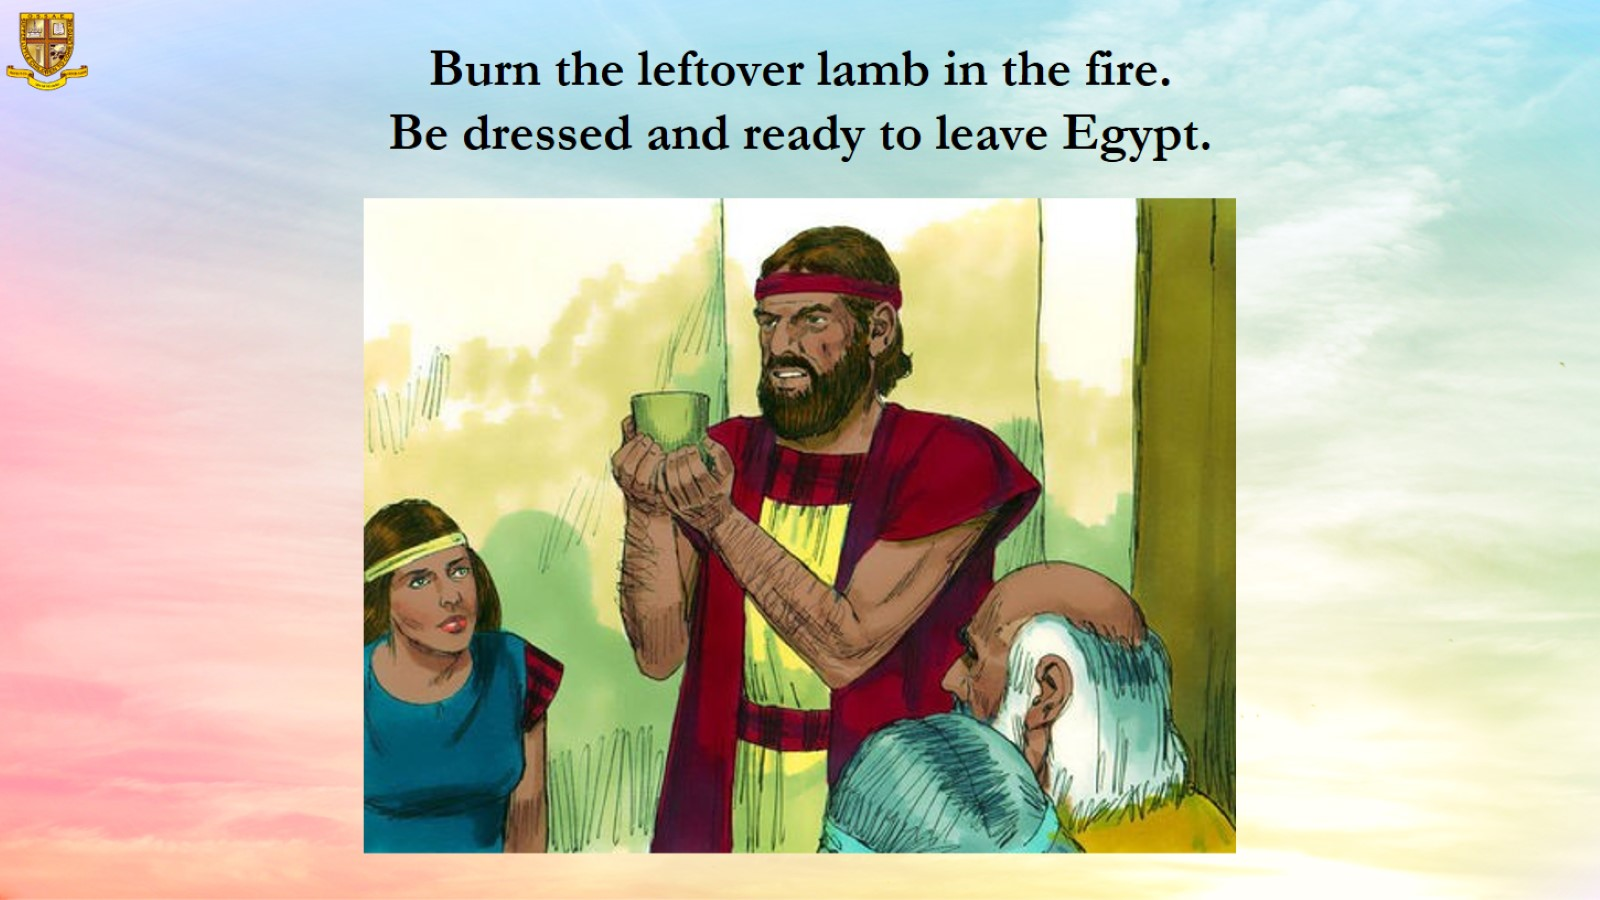 Burn the leftover lamb in the fire.
Be dressed and ready to leave Egypt.